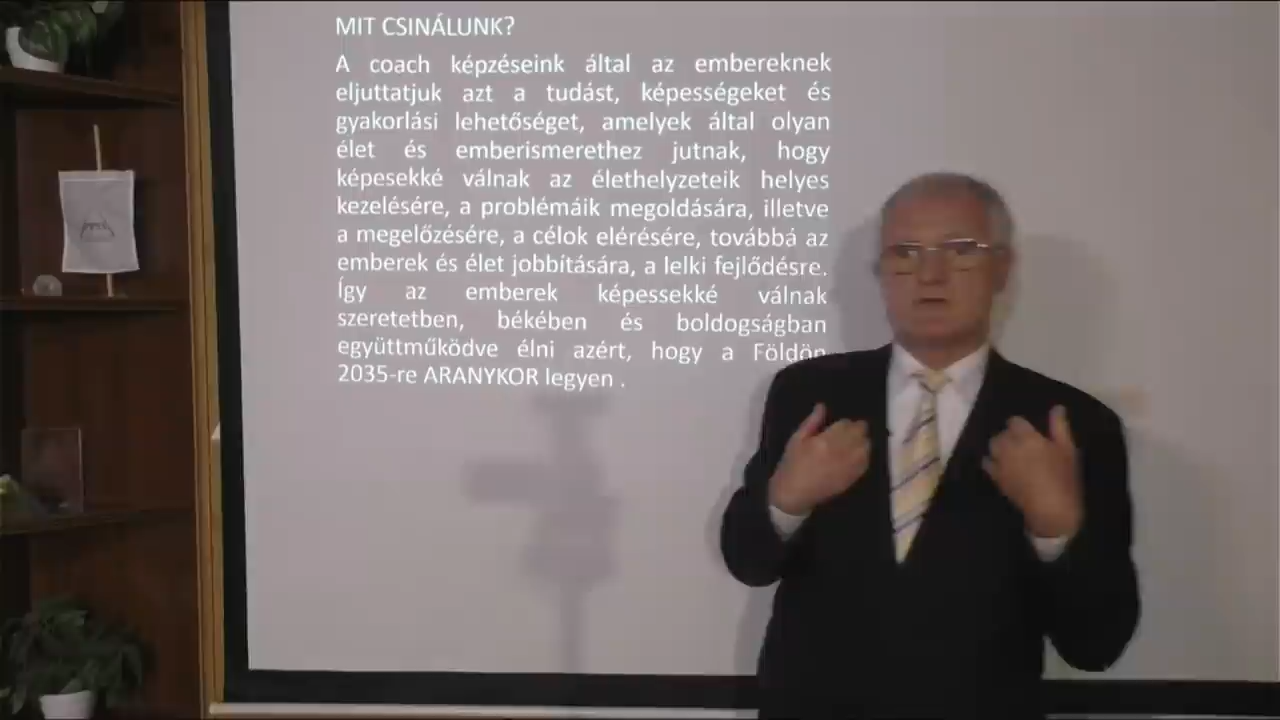 MIT CSINÁLUNK?
A coach képzéseink által az embereknek
eljuttatjuk azt a tudást, képességeket és
gyakorlási lehetőséget, amelyek által olyan
élet és emberismerethez jutnak, hogy
képesekké válnak az élethelyzeteik helyes
kezelésére, a problémáik megoldására, illetve
a megelőzésére, a célok elérésére, továbbá az
emberek és élet jobbítására, a lelki fejlődésre.
Így az emberek képessekké válnak
szeretetben, békében és boldogságban
együttműködve élni azért, hogy a Földön
2035-re ARANYKOR legyen .